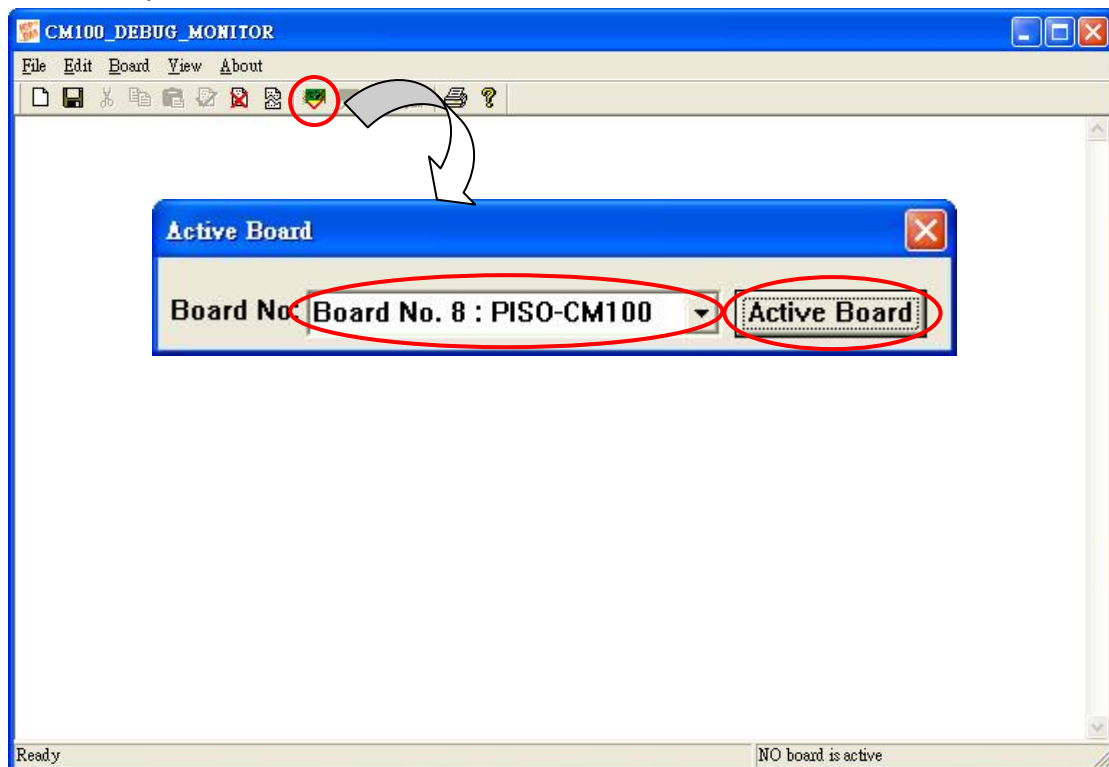 CM100_DEBUG_MONITOR
File Edit Board View About
Active Board
Board No: Board No. 8 : PISO-CM100 Active Board
Ready NO board is active